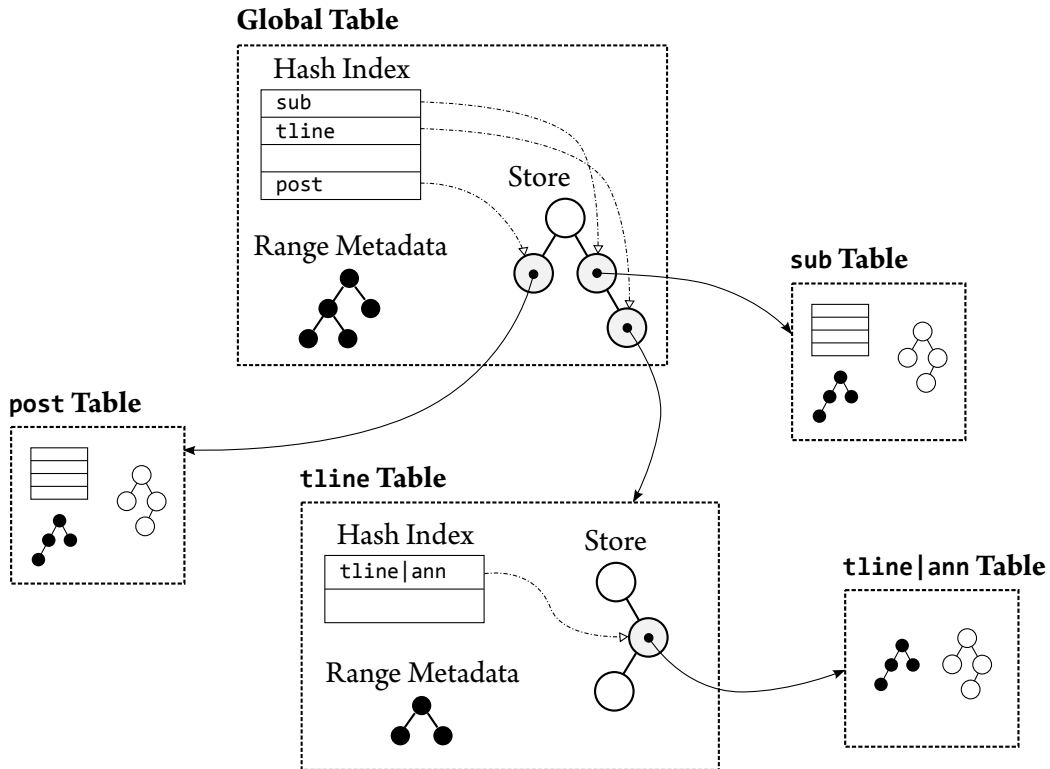 Global Table
Hash Index
sub
tline
post
Store
Range Metadata
sub Table
post Table
tline Table
Hash Index
tline|ann
Store
Range Metadata
tline|ann Table